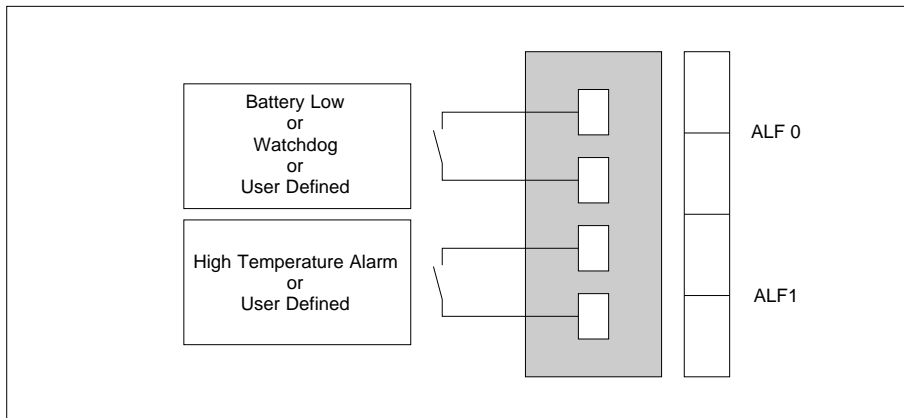 Battery Low
or
Watchdog
or
User Defined
ALF 0
High Temperature Alarm
or
User Defined
ALF1